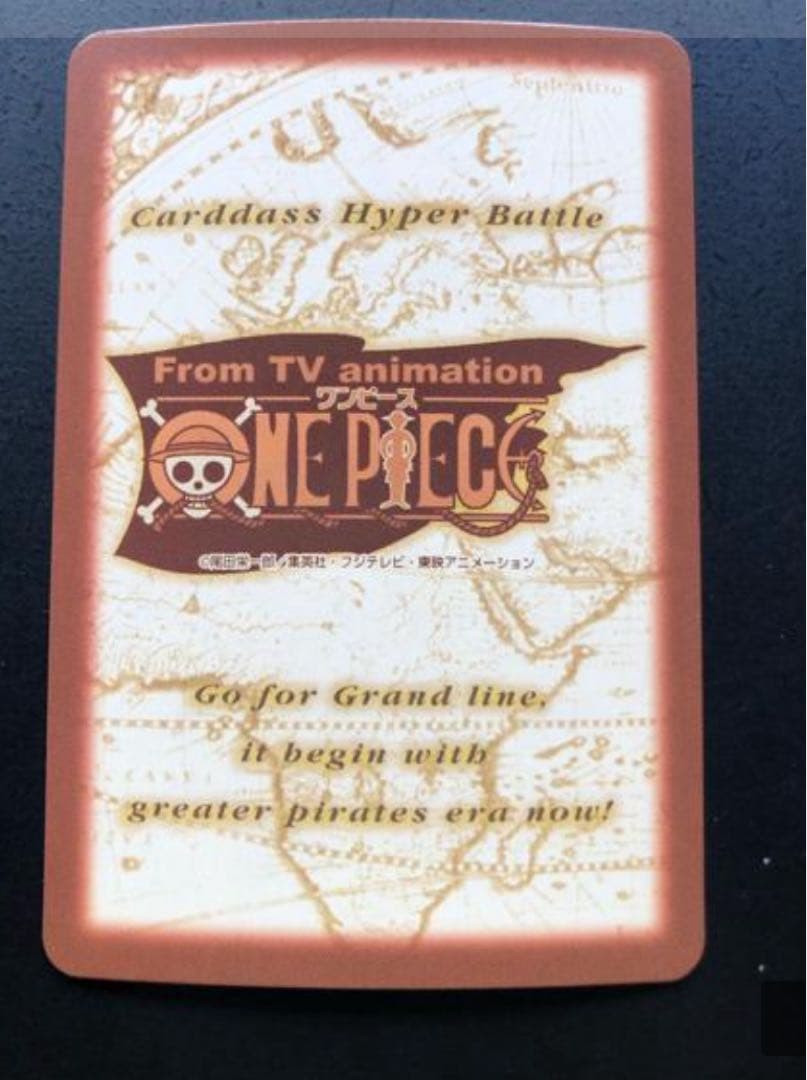 Septentrio
Carddass Hyper Battle
From TV animation
ワンピース
ONE PIECE
©尾田栄一郎/集英社・フジテレビ・東映アニメーション
Go for Grand line,
it begin with
greater pirates era now!